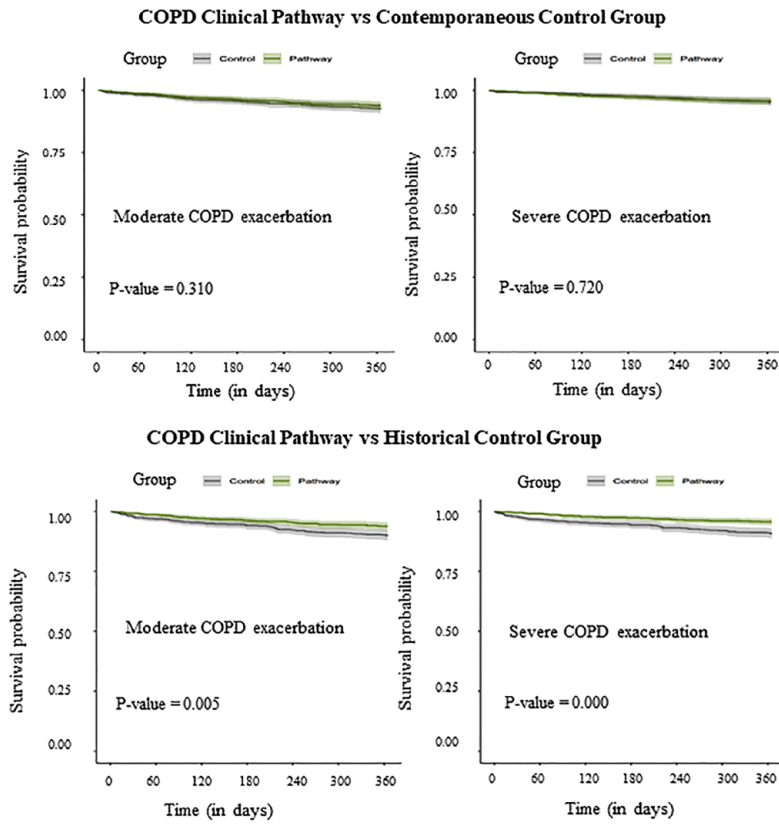 COPD Clinical Pathway vs Contemporaneous Control Group
Group Control Pathway
Survival probability
1.00
0.75
0.50
0.25
0.00
Moderate COPD exacerbation
P-value = 0.310
0 60 120 180 240 300 360
Time (in days)
Group Control Pathway
Survival probability
1.00
0.75
0.50
0.25
0.00
Severe COPD exacerbation
P-value = 0.720
0 60 120 180 240 300 360
Time (in days)
COPD Clinical Pathway vs Historical Control Group
Group Control Pathway
Survival probability
1.00
0.75
0.50
0.25
0.00
Moderate COPD exacerbation
P-value = 0.005
0 60 120 180 240 300 360
Time (in days)
Group Control Pathway
Survival probability
1.00
0.75
0.50
0.25
0.00
Severe COPD exacerbation
P-value = 0.000
0 60 120 180 240 300 360
Time (in days)